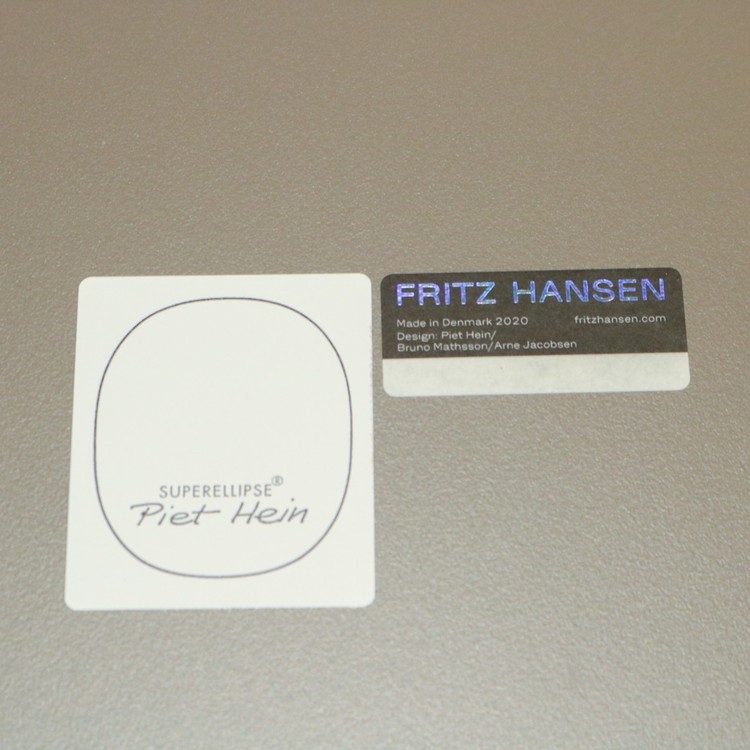 SUPERELLIPSE®
Piet Hein
FRITZ HANSEN
Made in Denmark 2020 fritzhansen.com
Design: Piet Hein/
Bruno Mathsson/Arne Jacobsen